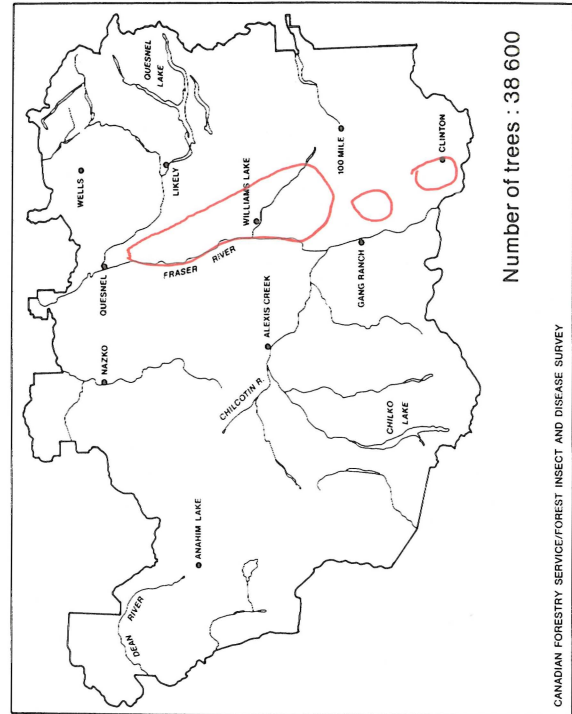 WELLS
QUESNEL
LAKE
LIKELY
QUESNEL
NAZKO
WILLIAMS LAKE
FRASER
RIVER
100 MILE
ALEXIS CREEK
ANAHIM LAKE
DEAN
RIVER
CHILCOTIN R.
GANG RANCH
CLINTON
CHILKO
LAKE
Number of trees : 38 600
CANADIAN FORESTRY SERVICE/FOREST INSECT AND DISEASE SURVEY